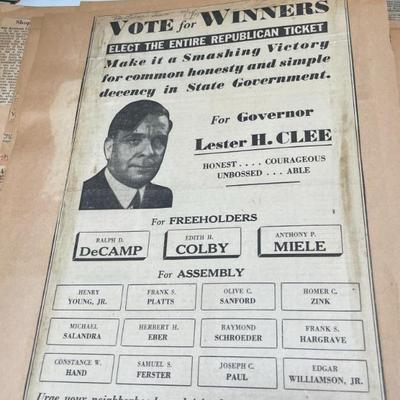 VOTE for WINNERS
ELECT THE ENTIRE REPUBLICAN TICKET
Make it a Smashing Victory
for common honesty and simple
decency in State Government.
For Governor
Lester H. CLEE
HONEST . . . . COURAGEOUS
UNBOSSED . . . ABLE
For FREEHOLDERS
RALPH D.
DeCAMP
EDITH H.
COLBY
ANTHONY P.
MIELE
For ASSEMBLY
HENRY
YOUNG, JR.
FRANK S.
PLATTS
OLIVE C.
SANFORD
HOMER C.
ZINK
MICHAEL
SALANDRA
HERBERT H.
EBER
RAYMOND
SCHROEDER
FRANK S.
HARGRAVE
CONSTANCE W.
HAND
SAMUEL S.
FERSTER
JOSEPH C.
PAUL
EDGAR
WILLIAMSON, JR.
Urge your